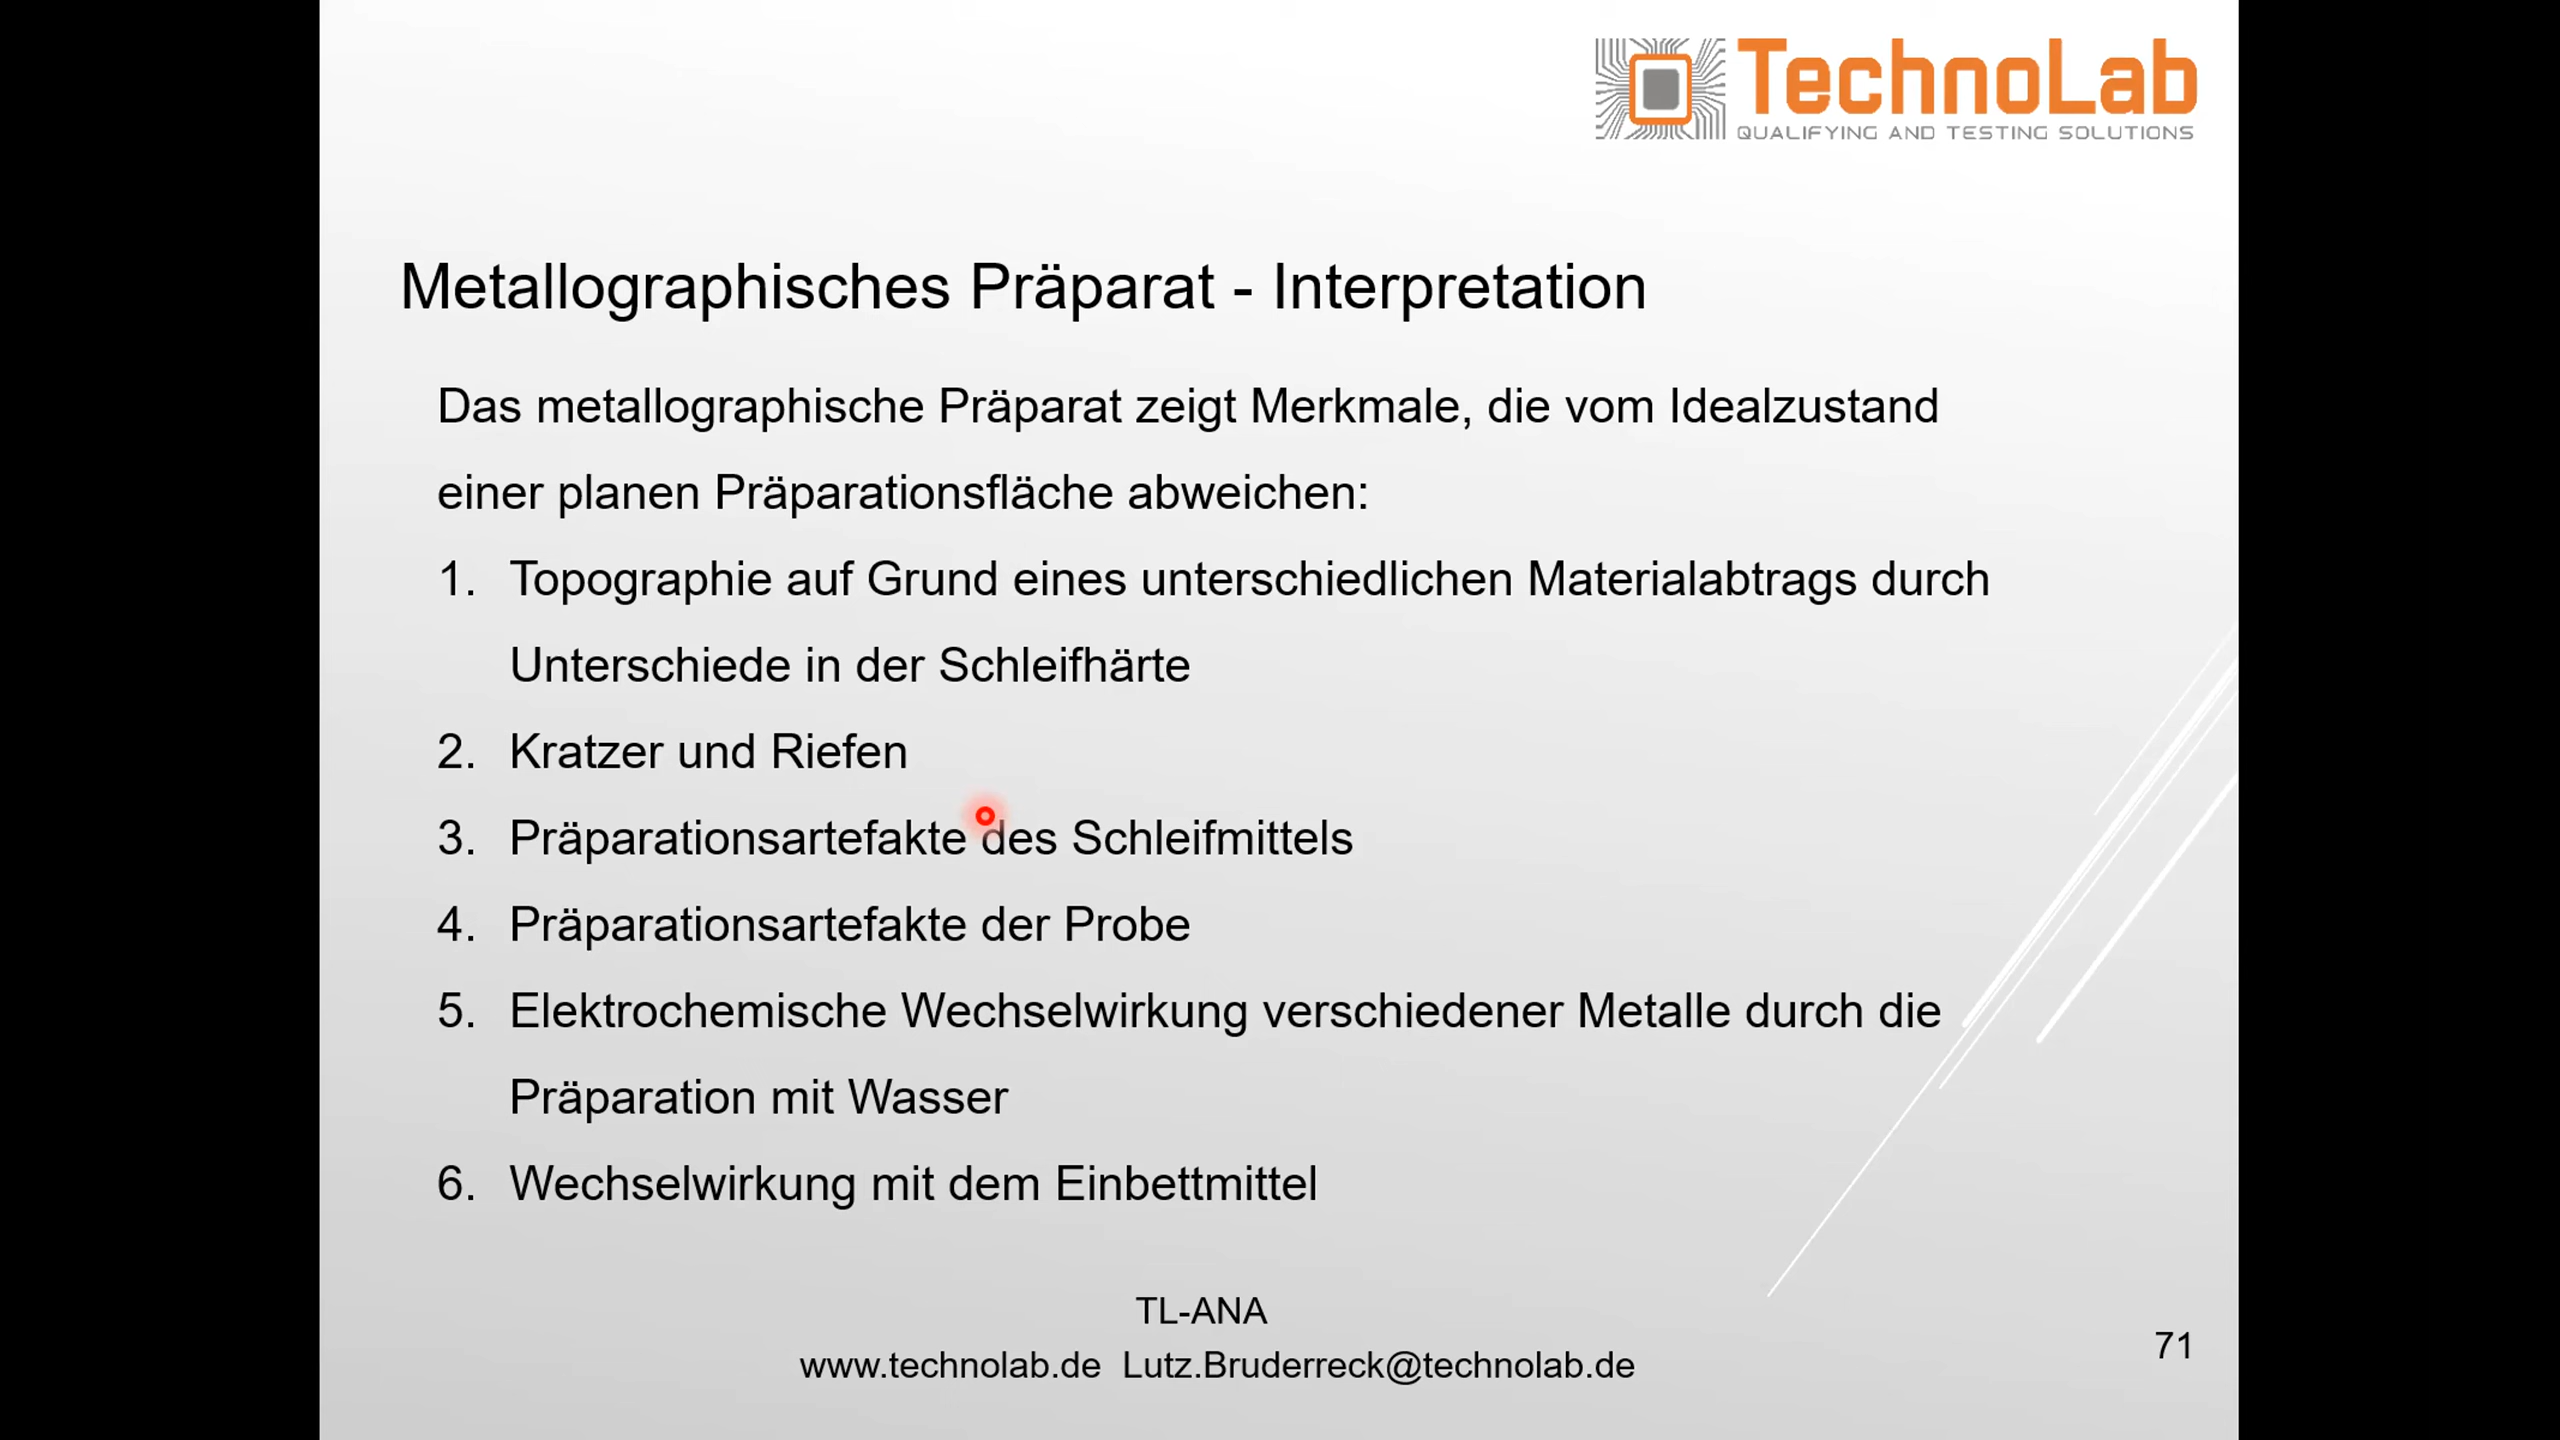 TechnoLab
QUALIFYING AND TESTING SOLUTIONS
Metallographisches Präparat - Interpretation
Das metallographische Präparat zeigt Merkmale, die vom Idealzustand
einer planen Präparationsfläche abweichen:
1. Topographie auf Grund eines unterschiedlichen Materialabtrags durch
Unterschiede in der Schleifhärte
2. Kratzer und Riefen
3. Präparationsartefakte des Schleifmittels
4. Präparationsartefakte der Probe
5. Elektrochemische Wechselwirkung verschiedener Metalle durch die
Präparation mit Wasser
6. Wechselwirkung mit dem Einbettmittel
TL-ANA
www.technolab.de Lutz.Bruderreck@technolab.de
71